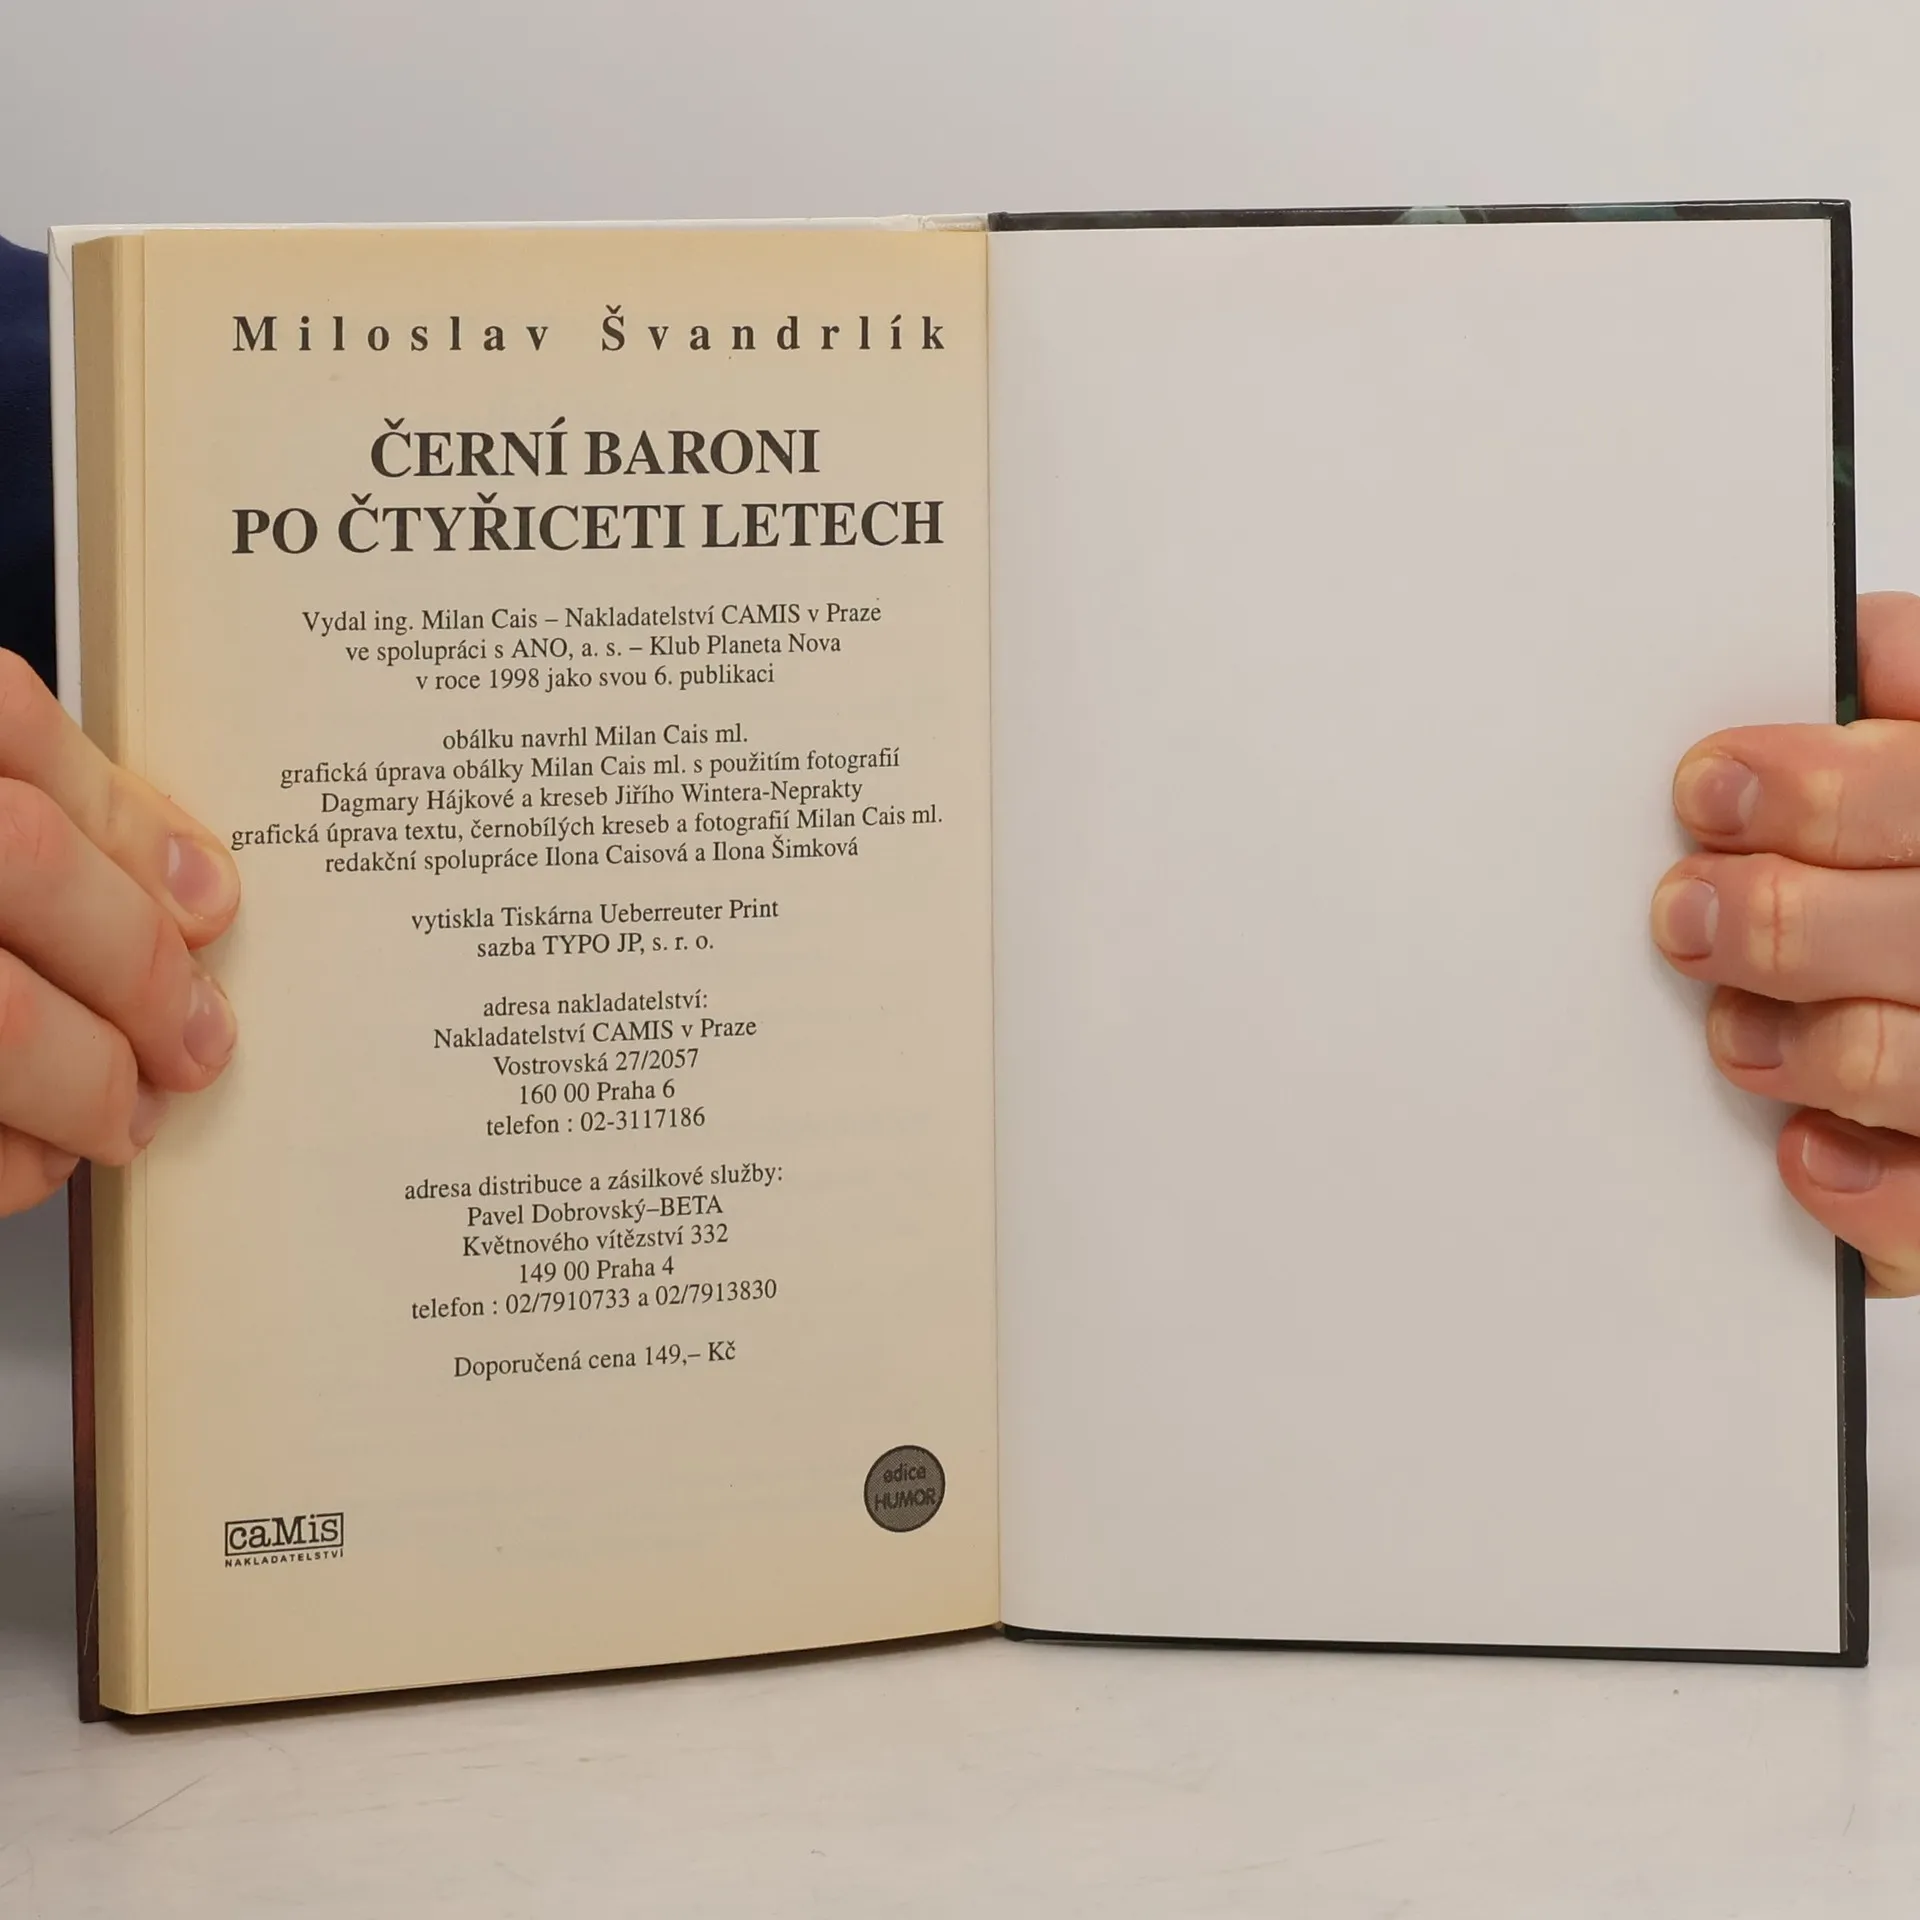 Miloslav Švandrlík
ČERNÍ BARONI
PO ČTYŘICETI LETECH
Vydal ing. Milan Cais – Nakladatelství CAMIS v Praze
ve spolupráci s ANO, a. s. – Klub Planeta Nova
v roce 1998 jako svou 6. publikaci
obálku navrhl Milan Cais ml.
grafická úprava obálky Milan Cais ml. s použitím fotografií
Dagmary Hájkové a kreseb Jiřího Wintera-Neprakty
grafická úprava textu, černobílých kreseb a fotografií Milan Cais ml.
redakční spolupráce Ilona Caisová a Ilona Šimková
vytiskla Tiskárna Ueberreuter Print
sazba TYPO JP, s. r. o.
adresa nakladatelství:
Nakladatelství CAMIS v Praze
Vostrovská 27/2057
160 00 Praha 6
telefon : 02-3117186
adresa distribuce a zásilkové služby:
Pavel Dobrovský–BETA
Květnového vítězství 332
149 00 Praha 4
telefon : 02/7910733 a 02/7913830
Doporučená cena 149,– Kč
edice
HUMOR
caMis
NAKLADATELSTVÍ